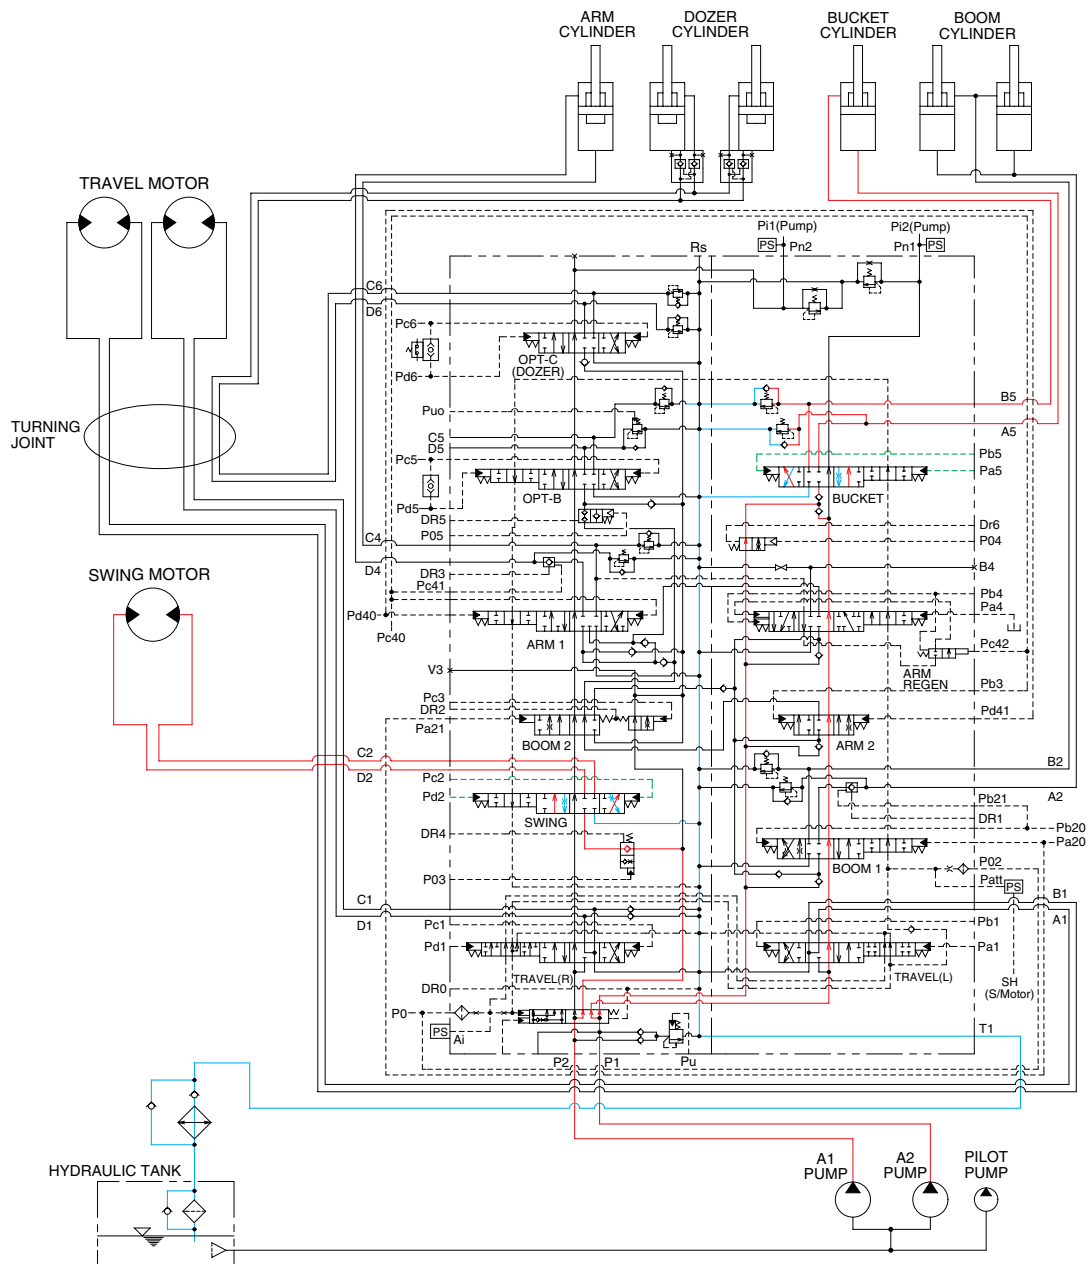 ARM
CYLINDER
DOZER
CYLINDER
BUCKET
CYLINDER
BOOM
CYLINDER
TRAVEL MOTOR
Pi1(Pump)
Pi2(Pump)
Rs
PS
Pn2
Pn1
PS
C6
D6
Pc6
OPT-C
(DOZER)
Pd6
Puo
B5
TURNING
JOINT
C5
D5
A5
Pc5
Pb5
Pa5
OPT-B
BUCKET
Pd5
DR5
P05
Dr6
P04
C4
D4
DR3
Pc41
B4
SWING MOTOR
Pb4
Pa4
Pd40
Pc40
ARM 1
Pc42
V3
ARM
REGEN
Pb3
Pc3
DR2
Pa21
Pd41
BOOM 2
ARM 2
C2
D2
B2
Pc2
Pd2
A2
Pb21
DR1
SWING
DR4
Pb20
Pa20
BOOM 1
P03
P02
Patt
PS
C1
D1
B1
A1
Pc1
Pb1
Pd1
Pa1
TRAVEL(R)
TRAVEL(L)
DR0
SH
(S/Motor)
P0
PS
Ai
T1
P2
P1
Pu
HYDRAULIC TANK
A1
PUMP
A2
PUMP
PILOT
PUMP